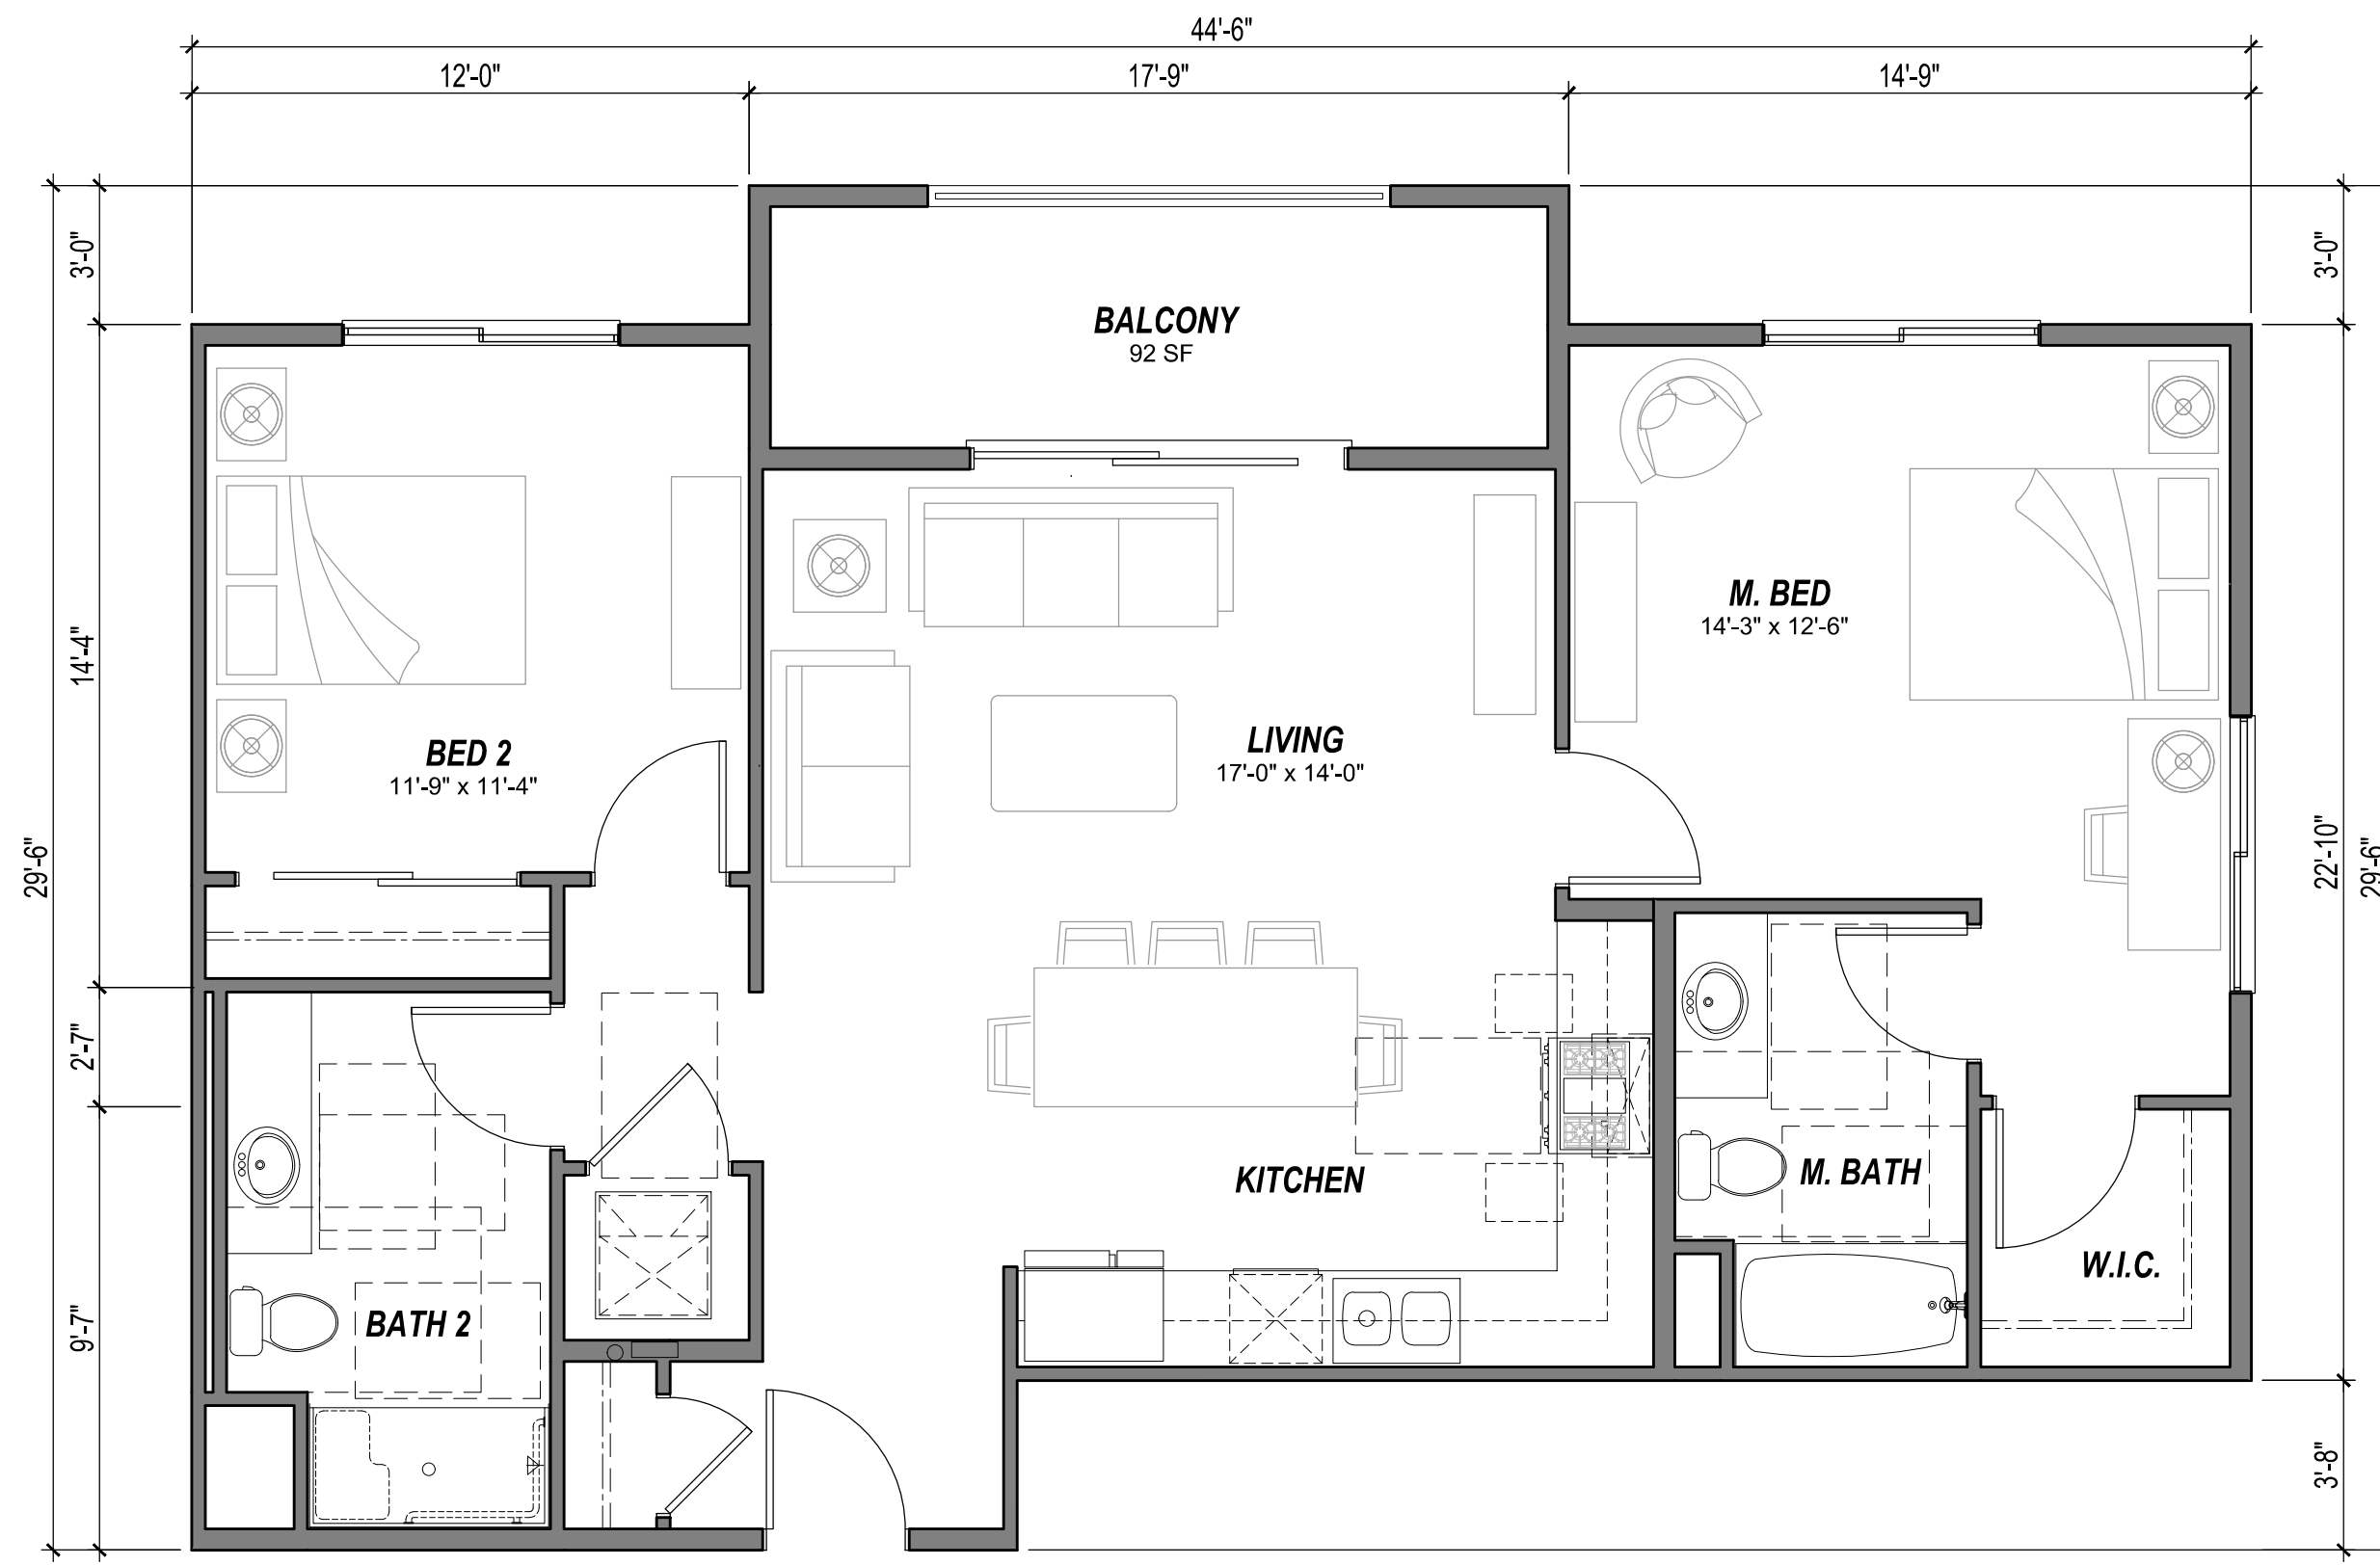 44'-6"
12'-0"
17'-9"
14'-9"
3'-0"
3'-0"
BALCONY
92 SF
M. BED
14'-3" x 12'-6"
14'-4"
BED 2
11'-9" x 11'-4"
LIVING
17'-0" x 14'-0"
29'-6"
22'-10"
29'-6"
2'-7"
KITCHEN
M. BATH
W.I.C.
BATH 2
9'-7"
3'-8"